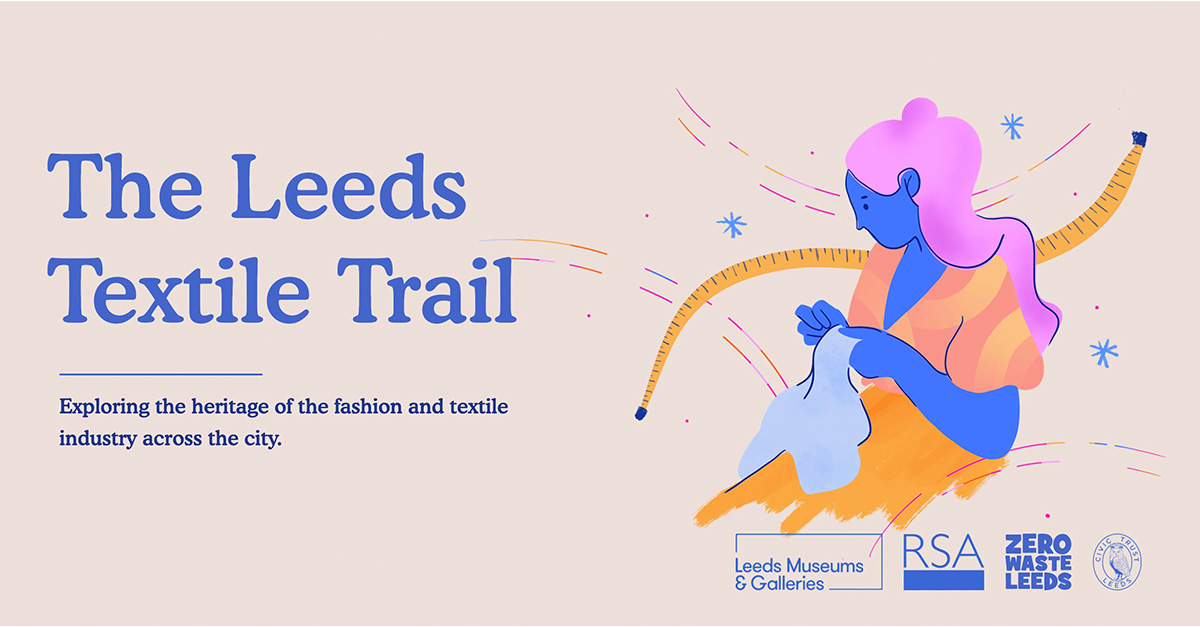 The Leeds
Textile Trail
Exploring the heritage of the fashion and textile
industry across the city.
Leeds Museums
& Galleries
RSA
ZERO
WASTE
LEEDS
CIVIC TRUST
LEEDS